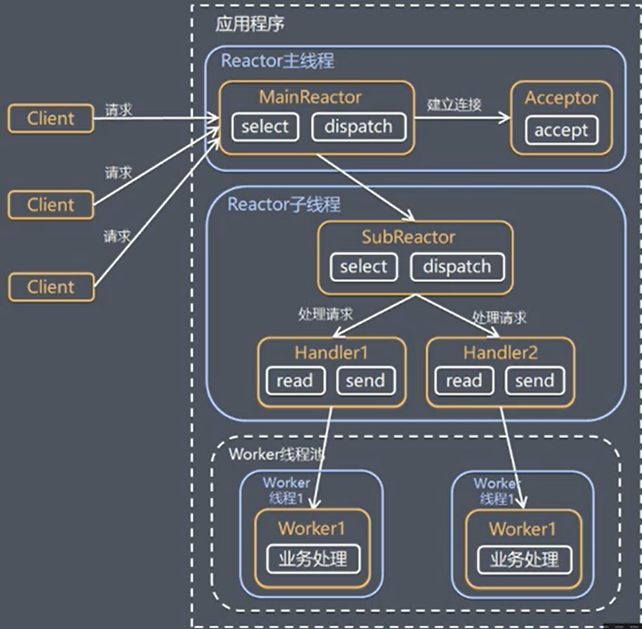 应用程序
Reactor主线程
MainReactor
select
dispatch
建立连接
Acceptor
accept
Client
请求
Client
请求
Client
请求
Reactor子线程
SubReactor
select
dispatch
处理请求
处理请求
Handler1
read
send
Handler2
read
send
Worker线程池
Worker
线程1
Worker1
业务处理
Worker
线程1
Worker1
业务处理